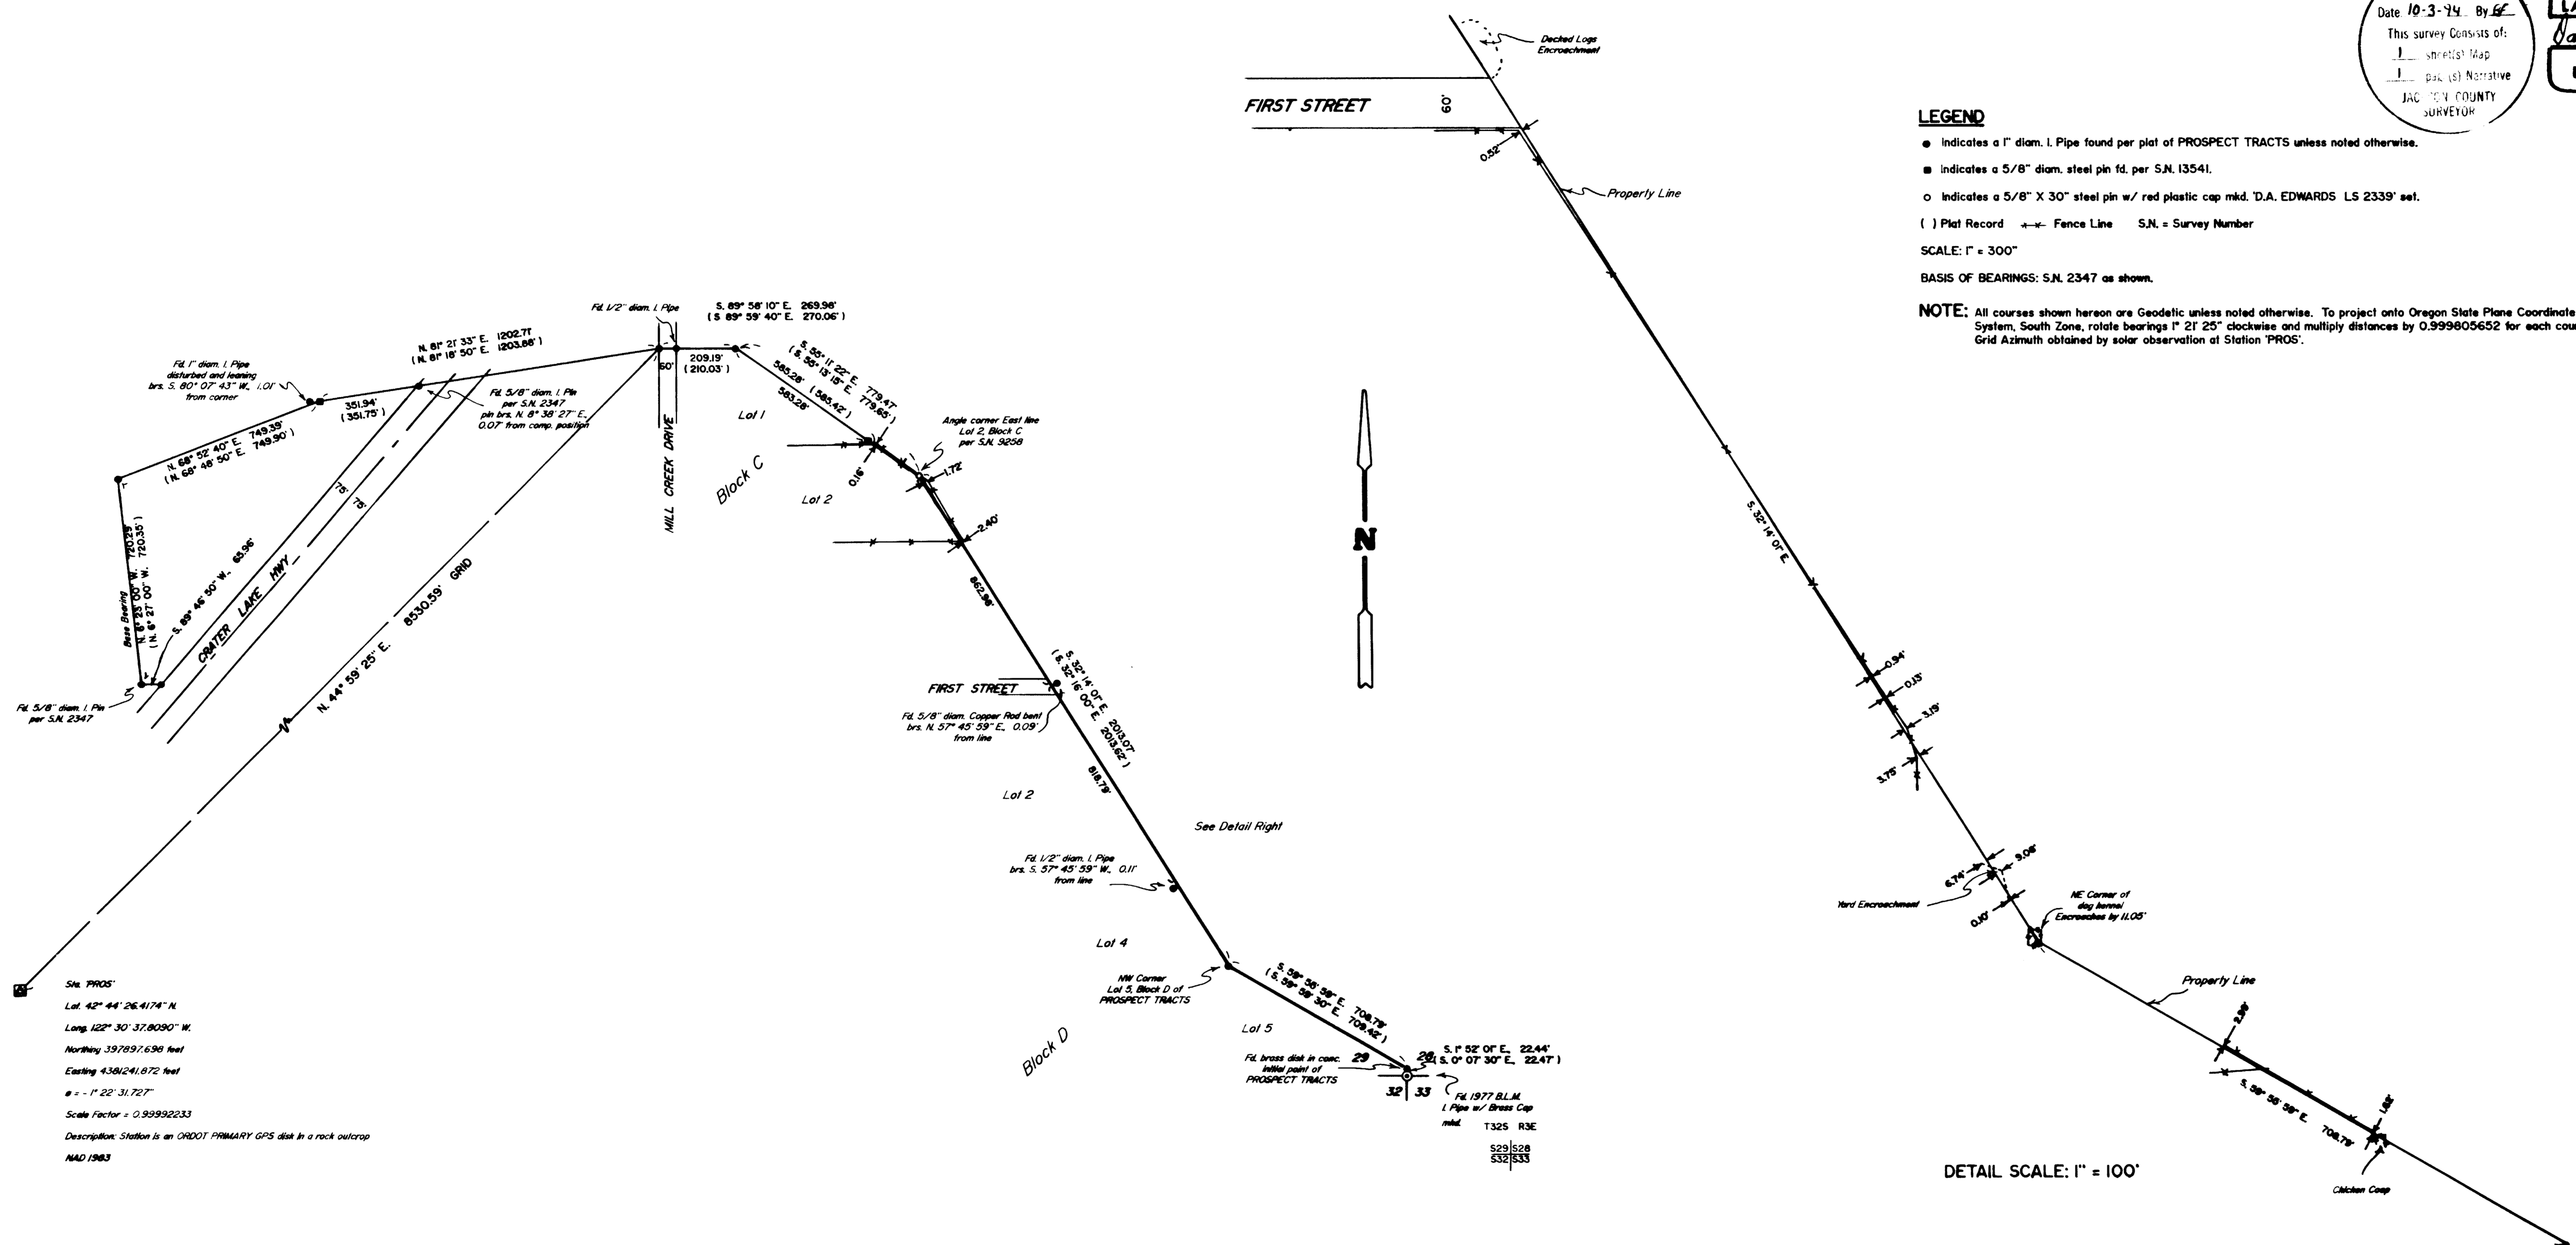 Date 10-3-94 By
This survey Consists of:
1 sheet(s) Map
1 (s) Narrative
COUNTY
SURVEYOR
Decked Logs
Encroachment
FIRST STREET
60'
0.52'
Property Line
LEGEND
● Indicates a 1" diam. I. Pipe found per plat of PROSPECT TRACTS unless noted otherwise.
■ Indicates a 5/8" diam. steel pin fd. per S.N. 13541.
○ Indicates a 5/8" X 30" steel pin w/ red plastic cap mkd. 'D.A. EDWARDS LS 2339' set.
( ) Plat Record Fence Line S.N. = Survey Number
SCALE: 1" = 300"
BASIS OF BEARINGS: S.N. 2347 as shown.
NOTE: All courses shown hereon are Geodetic unless noted otherwise. To project onto Oregon State Plane Coordinate
System, South Zone, rotate bearings 1° 21' 25" clockwise and multiply distances by 0.999805652 for each cou
Grid Azimuth obtained by solar observation at Station 'PROS'.
Fd. 1/2" diam. I. Pipe
S. 89° 58' 10" E. 269.98'
( S 89° 59' 40" E. 270.06' )
N. 81° 21' 33" E. 1202.71'
( N. 81° 18' 50" E. 1203.88' )
Fd. 1" diam. I. Pipe
disturbed and leaning
brs. S. 80° 07' 43" W., 1.01'
from corner
351.94'
(351.75')
Fd. 5/8" diam. I. Pin
per S.N. 2347
pin brs. N. 8° 38' 27" E.,
0.07' from comp. position
60'
209.19'
(210.03')
S. 55° 11' 22" E. 779.47'
( S. 55° 13' 15" E. 779.65' )
585.28' ( 585.42' )
583.28'
Lot 1
N. 68° 52' 40" E. 749.39'
( N. 68° 48' 50" E. 749.90' )
MILL CREEK DRIVE
Block C
Angle corner East line
Lot 2, Block C
per S.N. 9258
0.16'
1.72'
Lot 2
75' 75'
2.40'
Base Bearing
N. 6° 23' 00" W. 720.29'
( N. 6° 27' 00" W. 720.35' )
S. 89° 46' 50" W., 65.96'
CRATER LAKE HWY
N. 44° 59' 25" E. 8530.59' GRID
862.98'
N
S. 32° 14' 01" E.
Fd. 5/8" diam. I. Pin
per S.N. 2347
FIRST STREET
S. 32° 14' 01" E. 2013.07'
( S. 32° 16' 00" E. 2013.62' )
Fd. 5/8" diam. Copper Rod bent
brs. N. 57° 45' 59" E., 0.09'
from line
818.79'
Lot 2
See Detail Right
0.94'
0.13'
3.19'
3.75'
Fd. 1/2" diam. I. Pipe
brs. S. 57° 45' 59" W., 0.11'
from line
9.06'
6.74'
Yard Encroachment
0.10'
NE Corner of
dog kennel
Encroaches by 11.05'
Lot 4
NW Corner
Lot 5, Block D of
PROSPECT TRACTS
S. 59° 56' 59" E. 708.79'
( S. 59° 59' 30" E. 709.42' )
Property Line
Sta. 'PROS'
Lat. 42° 44' 26.4174" N.
Long. 122° 30' 37.8090" W.
Northing 397897.698 feet
Easting 4381241.872 feet
= - 1° 22' 31.727"
Scale Factor = 0.99992233
Description: Station is an ORDOT PRIMARY GPS disk in a rock outcrop
NAD 1983
Lot 5
Block D
Fd. brass disk in conc.
initial point of
PROSPECT TRACTS
29 28
32 33
S. 1° 52' 01" E. 22.44'
( S. 0° 07' 30" E. 22.47' )
Fd. 1977 B.L.M.
I. Pipe w/ Brass Cap
mkd. T32S R3E
S29 S28
S32 S33
S. 59° 56' 59" E. 708.79'
Chicken Coop
DETAIL SCALE: 1" = 100'